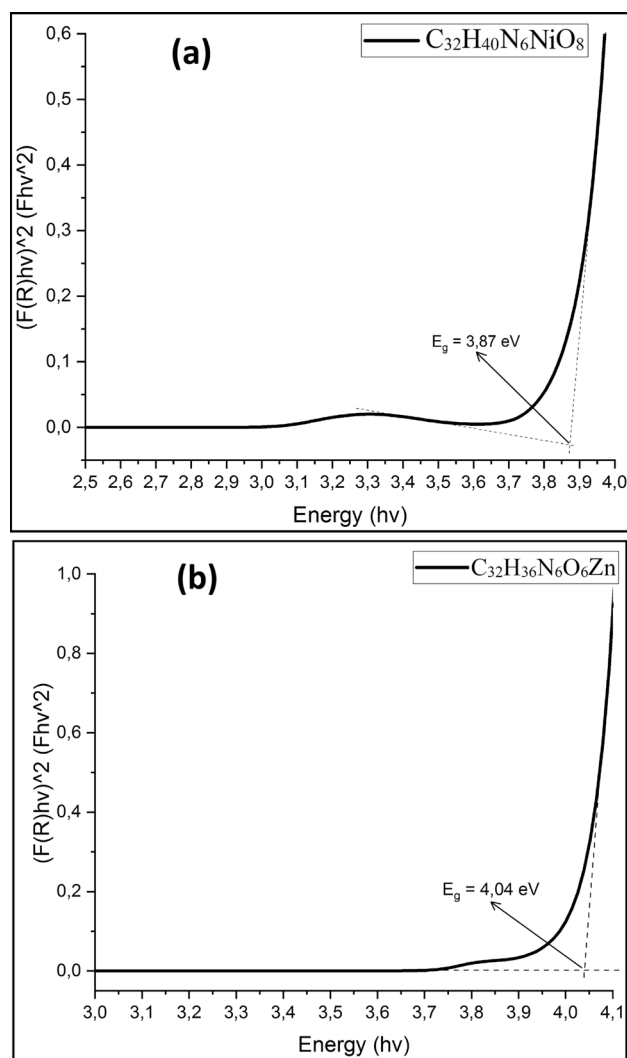 (a)
C32H40N6NiO8
0,6
0,5
0,4
0,3
0,2
0,1
0,0
(F(R)hv)^2 (Fhv^2)
Eg = 3,87 eV
2,5 2,6 2,7 2,8 2,9 3,0 3,1 3,2 3,3 3,4 3,5 3,6 3,7 3,8 3,9 4,0
Energy (hv)
(b)
C32H36N6O6Zn
1,0
0,8
0,6
0,4
0,2
0,0
(F(R)hv)^2 (Fhv^2)
Eg = 4,04 eV
3,0 3,1 3,2 3,3 3,4 3,5 3,6 3,7 3,8 3,9 4,0 4,1
Energy (hv)